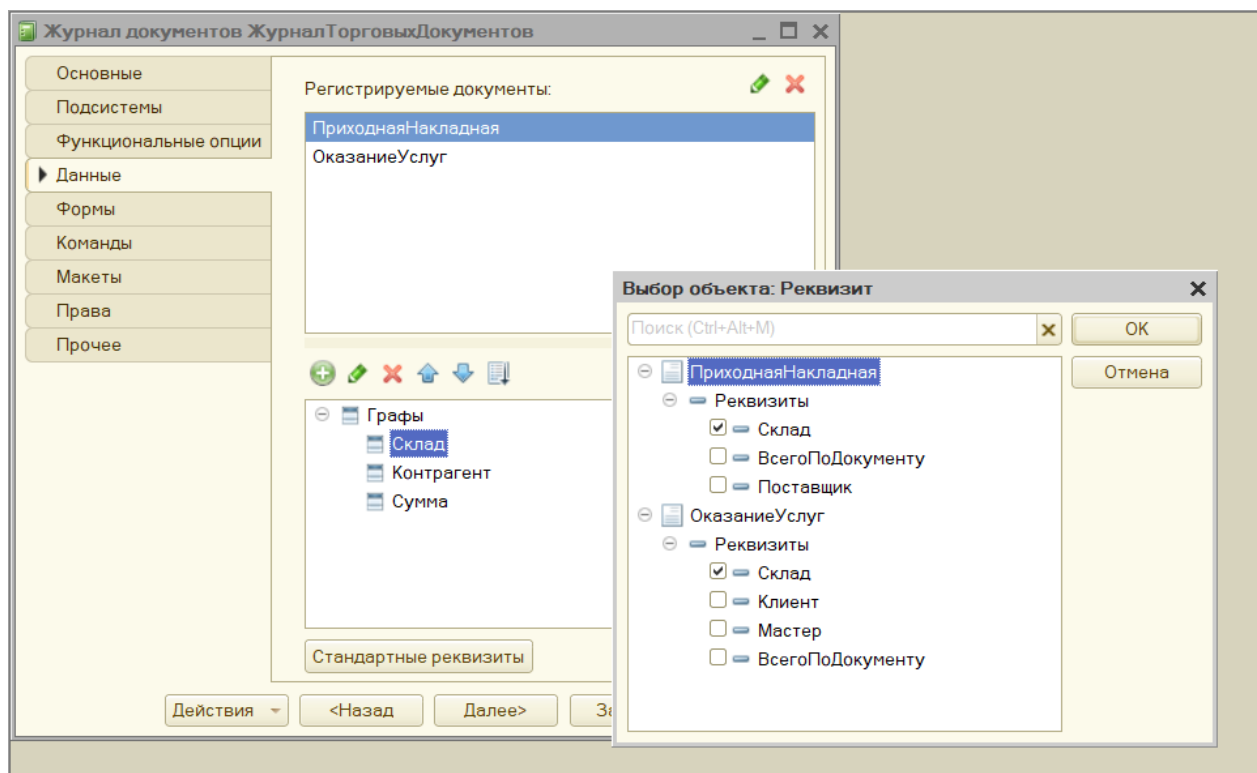 Журнал документов ЖурналТорговыхДокументов
Основные
Подсистемы
Функциональные опции
Данные
Формы
Команды
Макеты
Права
Прочее
Регистрируемые документы:
ПриходнаяНакладная
ОказаниеУслуг
Графы
Склад
Контрагент
Сумма
Стандартные реквизиты
Действия
<Назад
Далее>
Выбор объекта: Реквизит
Поиск (Ctrl+Alt+M)
OK
Отмена
ПриходнаяНакладная
Реквизиты
Склад
ВсегоПоДокументу
Поставщик
ОказаниеУслуг
Реквизиты
Склад
Клиент
Мастер
ВсегоПоДокументу